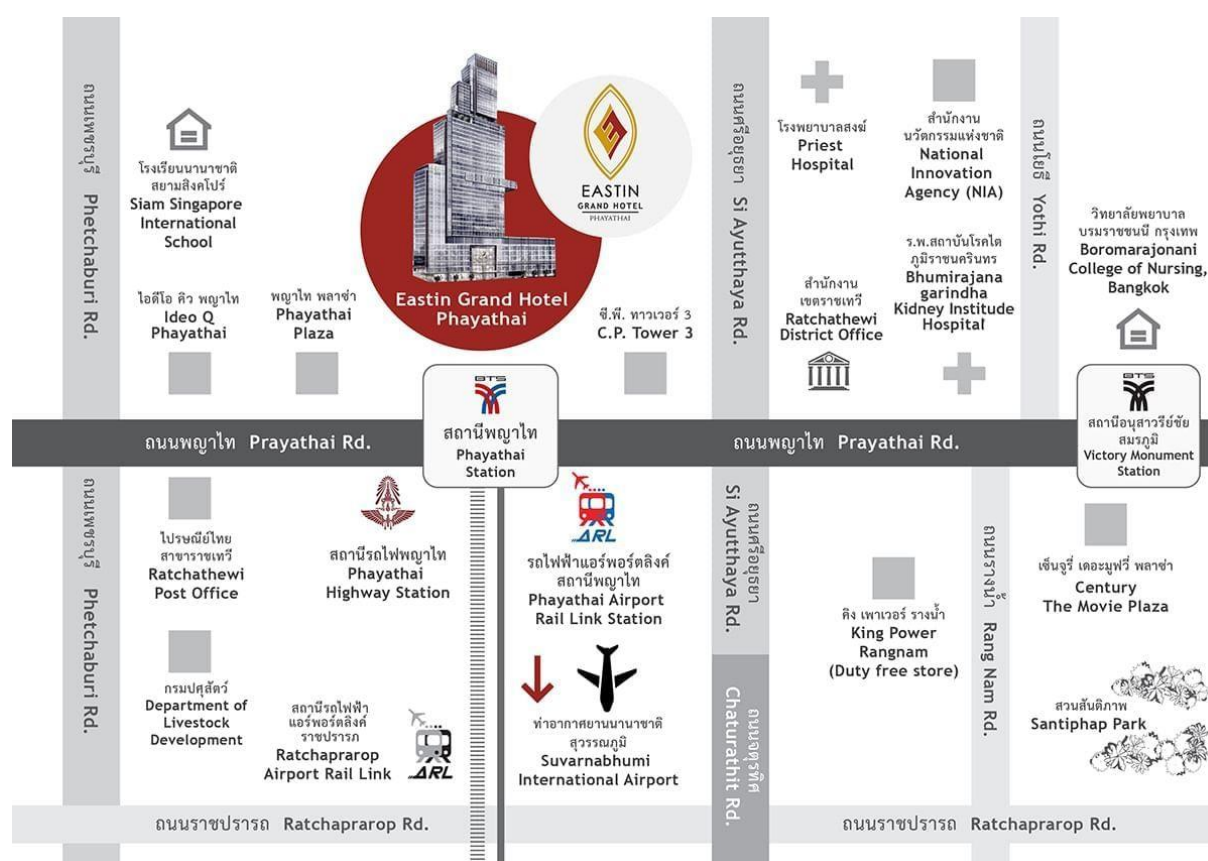 ถนนเพชรบุรี Phetchaburi Rd.
โรงเรียนนานาชาติ
สยามสิงคโปร์
Siam Singapore
International
School
ไอดีโอ คิว พญาไท
Ideo Q
Phayathai
พญาไท พลาซ่า
Phayathai
Plaza
Eastin Grand Hotel
Phayathai
EASTIN
GRAND HOTEL
PHAYATHAI
ซี.พี. ทาวเวอร์ 3
C.P. Tower 3
ถนนศรีอยุธยา Si Ayutthaya Rd.
โรงพยาบาลสงฆ์
Priest
Hospital
สำนักงาน
นวัตกรรมแห่งชาติ
National
Innovation
Agency (NIA)
สำนักงาน
เขตราชเทวี
Ratchathewi
District Office
ร.พ.สถาบันโรคไต
ภูมิราชนครินทร
Bhumirajana
garindha
Kidney Institude
Hospital
ถนนโยธี Yothi Rd.
วิทยาลัยพยาบาล
บรมราชชนนี กรุงเทพ
Boromarajonani
College of Nursing,
Bangkok
ถนนพญาไท Prayathai Rd.
BTS
สถานีพญาไท
Phayathai
Station
ถนนพญาไท Prayathai Rd.
BTS
สถานีอนุสาวรีย์ชัย
สมรภูมิ
Victory Monument
Station
ถนนเพชรบุรี Phetchaburi Rd.
ไปรษณีย์ไทย
สาขาราชเทวี
Ratchathewi
Post Office
สถานีรถไฟพญาไท
Phayathai
Highway Station
ARL
รถไฟฟ้าแอร์พอร์ตลิงค์
สถานีพญาไท
Phayathai Airport
Rail Link Station
ถนนศรีอยุธยา
Si Ayutthaya Rd.
คิง เพาเวอร์ รางน้ำ
King Power
Rangnam
(Duty free store)
ถนนรางน้ำ Rang Nam Rd.
เซ็นจูรี่ เดอะมูฟวี่ พลาซ่า
Century
The Movie Plaza
กรมปศุสัตว์
Department of
Livestock
Development
สถานีรถไฟฟ้า
แอร์พอร์ตลิงค์
ราชปรารภ
Ratchaprarop
Airport Rail Link
ARL
ท่าอากาศยานนานาชาติ
สุวรรณภูมิ
Suvarnabhumi
International Airport
ถนนจตุรทิศ
Chaturathit Rd.
สวนสันติภาพ
Santiphap Park
ถนนราชปรารถ Ratchaprarop Rd.
ถนนราชปรารถ Ratchaprarop Rd.